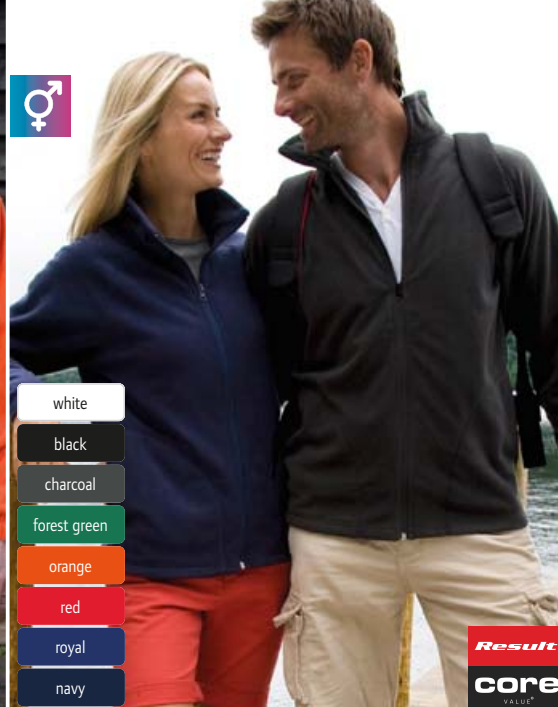 white
black
charcoal
forest green
orange
red
royal
navy
Result
core
VALUE®